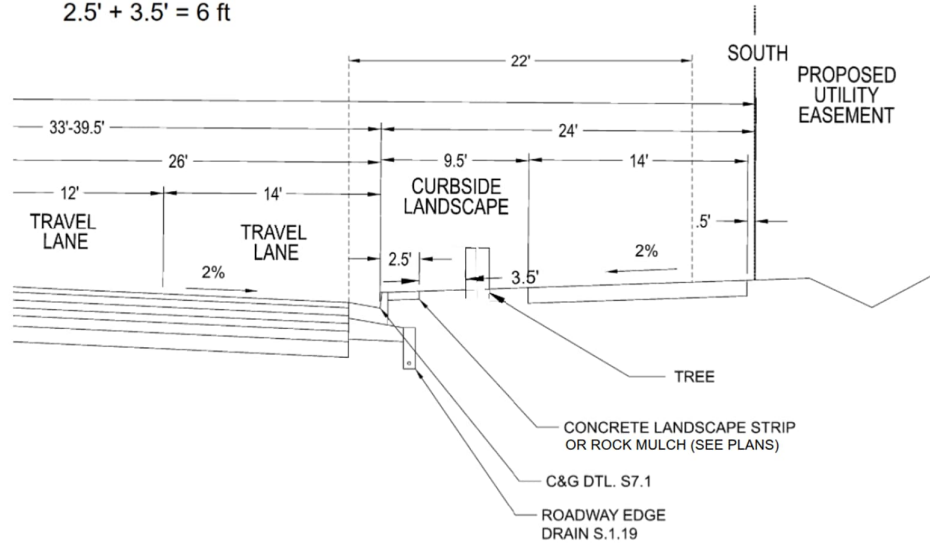 2.5' + 3.5' = 6 ft
SOUTH
22'
PROPOSED
UTILITY
EASEMENT
33'-39.5'
24'
26'
9.5'
14'
12'
14'
CURBSIDE
LANDSCAPE
.5'
TRAVEL
LANE
TRAVEL
LANE
2.5'
2%
3.5'
2%
TREE
CONCRETE LANDSCAPE STRIP
OR ROCK MULCH (SEE PLANS)
C&G DTL. S7.1
ROADWAY EDGE
DRAIN S.1.19